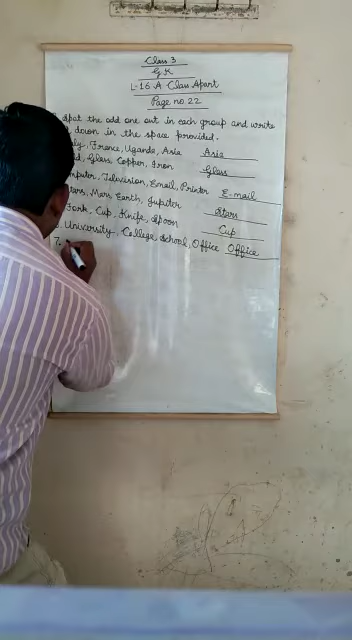 Class 3
G.K
L-16 A Class Apart
Page no. 22
the odd one out in each group and write
down in the space provided.
France, Uganda, Asia Asia
Glass, Copper, Iron Glass
Television, Email, Printer E-mail
Mars, Earth, Jupiter Stars
Fork, Cup, Knife, Spoon Cup
University, College, School, Office Office
7.